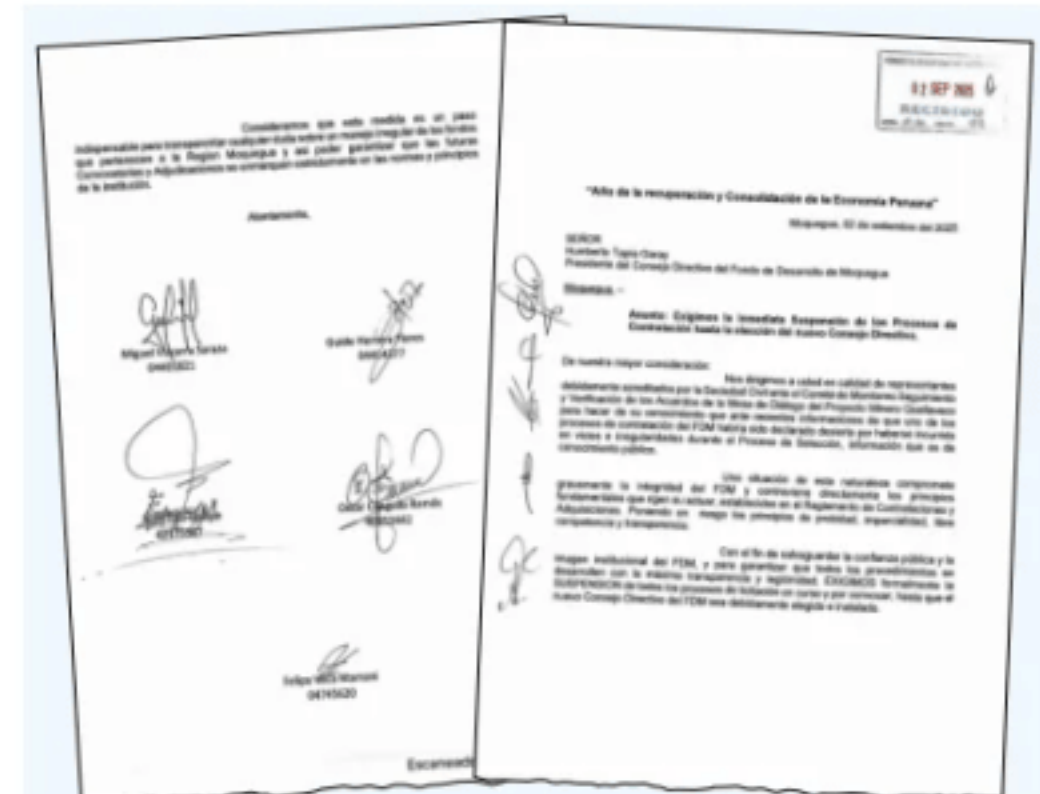 Consideramos que esta medida es un paso
indispensable para transparentar cualquier duda sobre un manejo irregular de los fondos
que pertenecen a la Región Moquegua y así poder garantizar que las futuras
Convocatorias y Adjudicaciones se enmarquen en las normas y principios
de la institución.
Atentamente,
Miguel
Guido Herrera
Felipe
04745620
Escaneado
02 SEP 2025
"Año de la recuperación y Consolidación de la Economía Peruana"
Moquegua, 02 de setiembre del 2025
SEÑOR
Humberto Tapia Garay
Presidente del Consejo Directivo del Fondo de Desarrollo de Moquegua
Moquegua. –
Asunto: Exigimos la inmediata Suspensión de los Procesos de
Contratación hasta la elección del nuevo Consejo Directivo.
De nuestra mayor consideración:
Nos dirigimos a usted en calidad de representantes
debidamente acreditados por la Sociedad Civil ante el Comité de Monitoreo Seguimiento
y Verificación de los Acuerdos de la Mesa de Diálogo del Proyecto Minero Quellaveco
para hacer de su conocimiento que ante recientes informaciones de que uno de los
procesos de contratación del FDM habría sido declarado desierto por haberse incurrido
en vicios e irregularidades durante el Proceso de Selección, información que es de
conocimiento público.
Una situación de esta naturaleza compromete
gravemente la integridad del FDM y contraviene directamente los principios
fundamentales que rigen su actuar, establecidos en el Reglamento de Contrataciones y
Adquisiciones. Poniendo en riesgo los principios de probidad, imparcialidad, libre
competencia y transparencia.
Con el fin de salvaguardar la confianza pública y la
imagen institucional del FDM, y para garantizar que todos los procedimientos se
desarrollen con la máxima transparencia y legitimidad, EXIGIMOS formalmente la
SUSPENSION de todos los procesos de licitación en curso y por convocar, hasta que el
nuevo Consejo Directivo del FDM sea debidamente elegido e instalado.